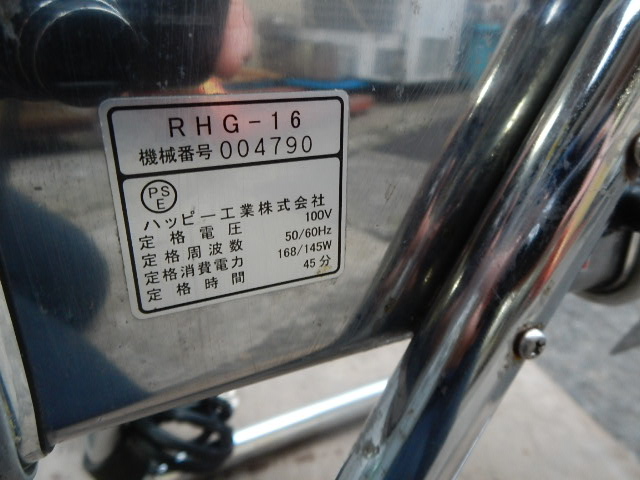 RHG-16
機械番号 004790
PS
E
ハッピー工業株式会社
定格電圧 100V
定格周波数 50/60Hz
定格消費電力 168/145W
定格時間 45分